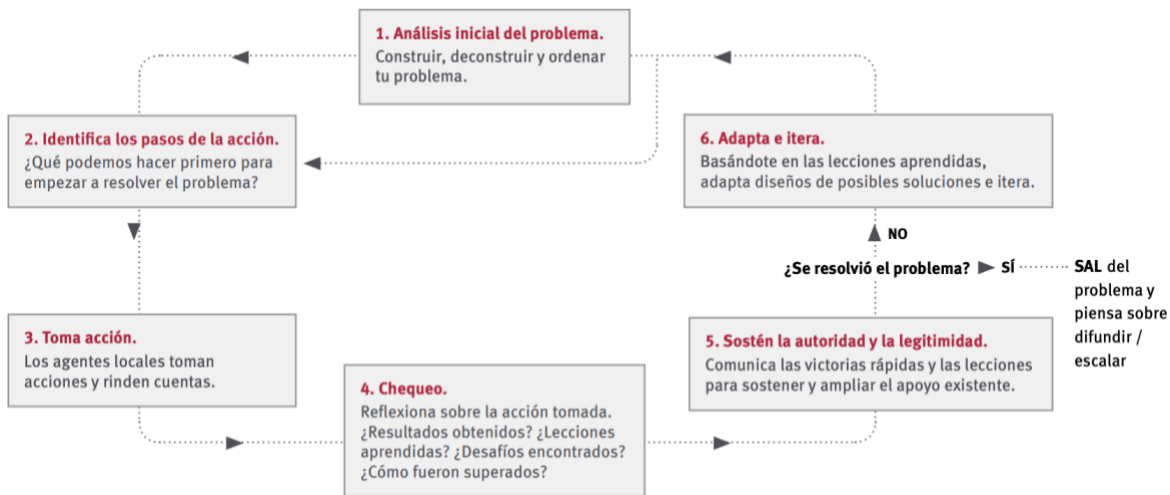 1. Análisis inicial del problema.
Construir, deconstruir y ordenar
tu problema.
2. Identifica los pasos de la acción.
¿Qué podemos hacer primero para
empezar a resolver el problema?
3. Toma acción.
Los agentes locales toman
acciones y rinden cuentas.
4. Chequeo.
Reflexiona sobre la acción tomada.
¿Resultados obtenidos? ¿Lecciones
aprendidas? ¿Desafíos encontrados?
¿Cómo fueron superados?
5. Sostén la autoridad y la legitimidad.
Comunica las victorias rápidas y las lecciones
para sostener y ampliar el apoyo existente.
¿Se resolvió el problema?
SÍ
SAL del
problema y
piensa sobre
difundir /
escalar
NO
6. Adapta e itera.
Basándote en las lecciones aprendidas,
adapta diseños de posibles soluciones e itera.